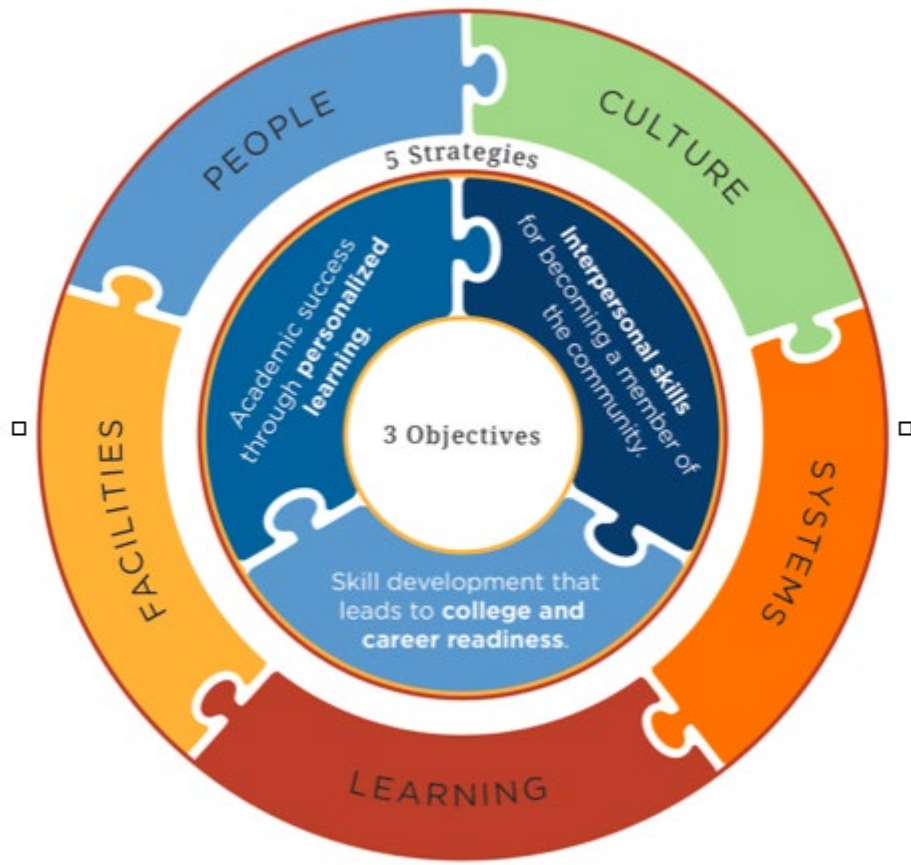 PEOPLE
CULTURE
5 Strategies
Academic success
through personalized
learning.
Interpersonal skills
for becoming a member of
the community.
3 Objectives
FACILITIES
SYSTEMS
Skill development that
leads to college and
career readiness.
LEARNING